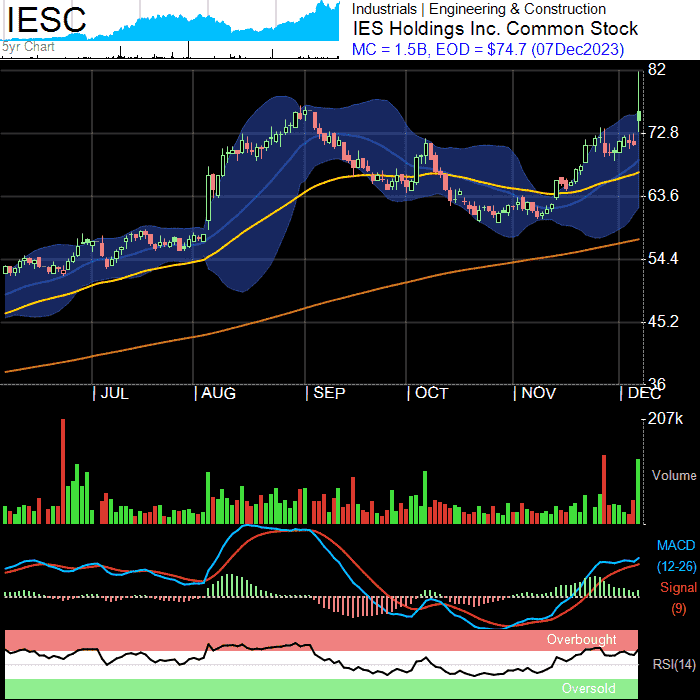 IESC
5yr Chart
Industrials | Engineering & Construction
IES Holdings Inc. Common Stock
MC = 1.5B, EOD = $74.7 (07Dec2023)
82
72.8
63.6
54.4
45.2
36
JUL AUG SEP OCT NOV DEC
207k
Volume
MACD
(12-26)
Signal
(9)
Overbought
RSI(14)
Oversold